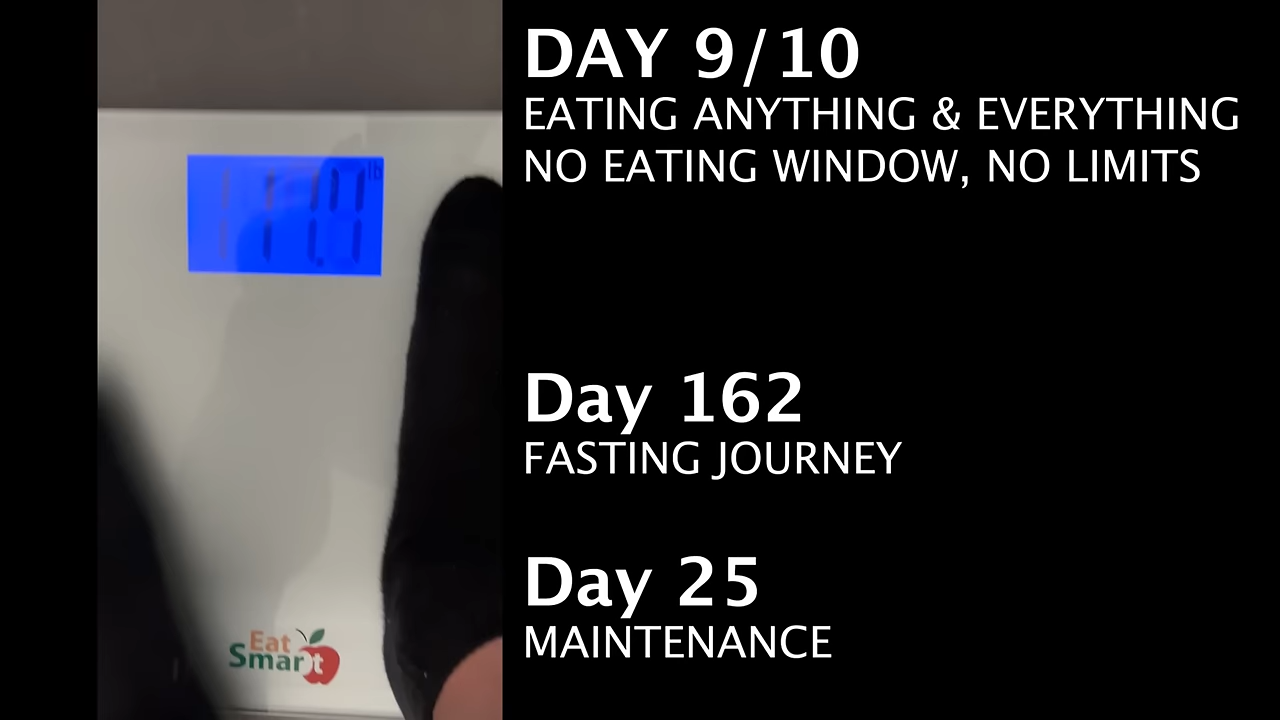 DAY 9/10
EATING ANYTHING & EVERYTHING
NO EATING WINDOW, NO LIMITS
lb
Day 162
FASTING JOURNEY
Day 25
MAINTENANCE
Eat
Smart